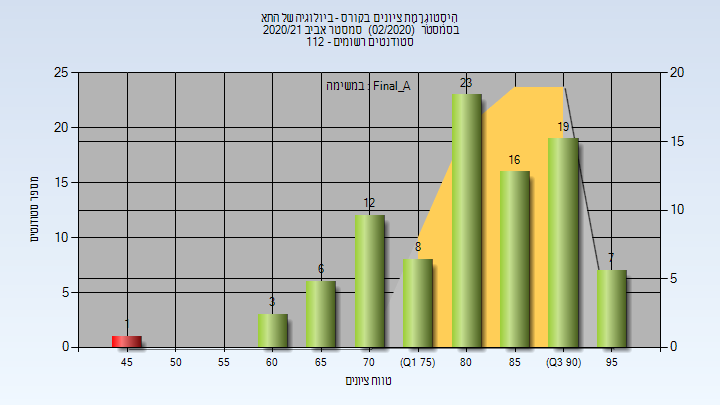 היסטוגרמת ציונים בקורס - ביולוגיה של התא
בסמסטר (02/2020) סמסטר אביב 2020/21
סטודנטים רשומים - 112
במשימה : Final_A
מספר סטודנטים
25
20
15
10
5
0
20
15
10
5
0
1
3
6
12
8
23
16
19
7
45 50 55 60 65 70 (Q1 75) 80 85 (Q3 90) 95
טווח ציונים